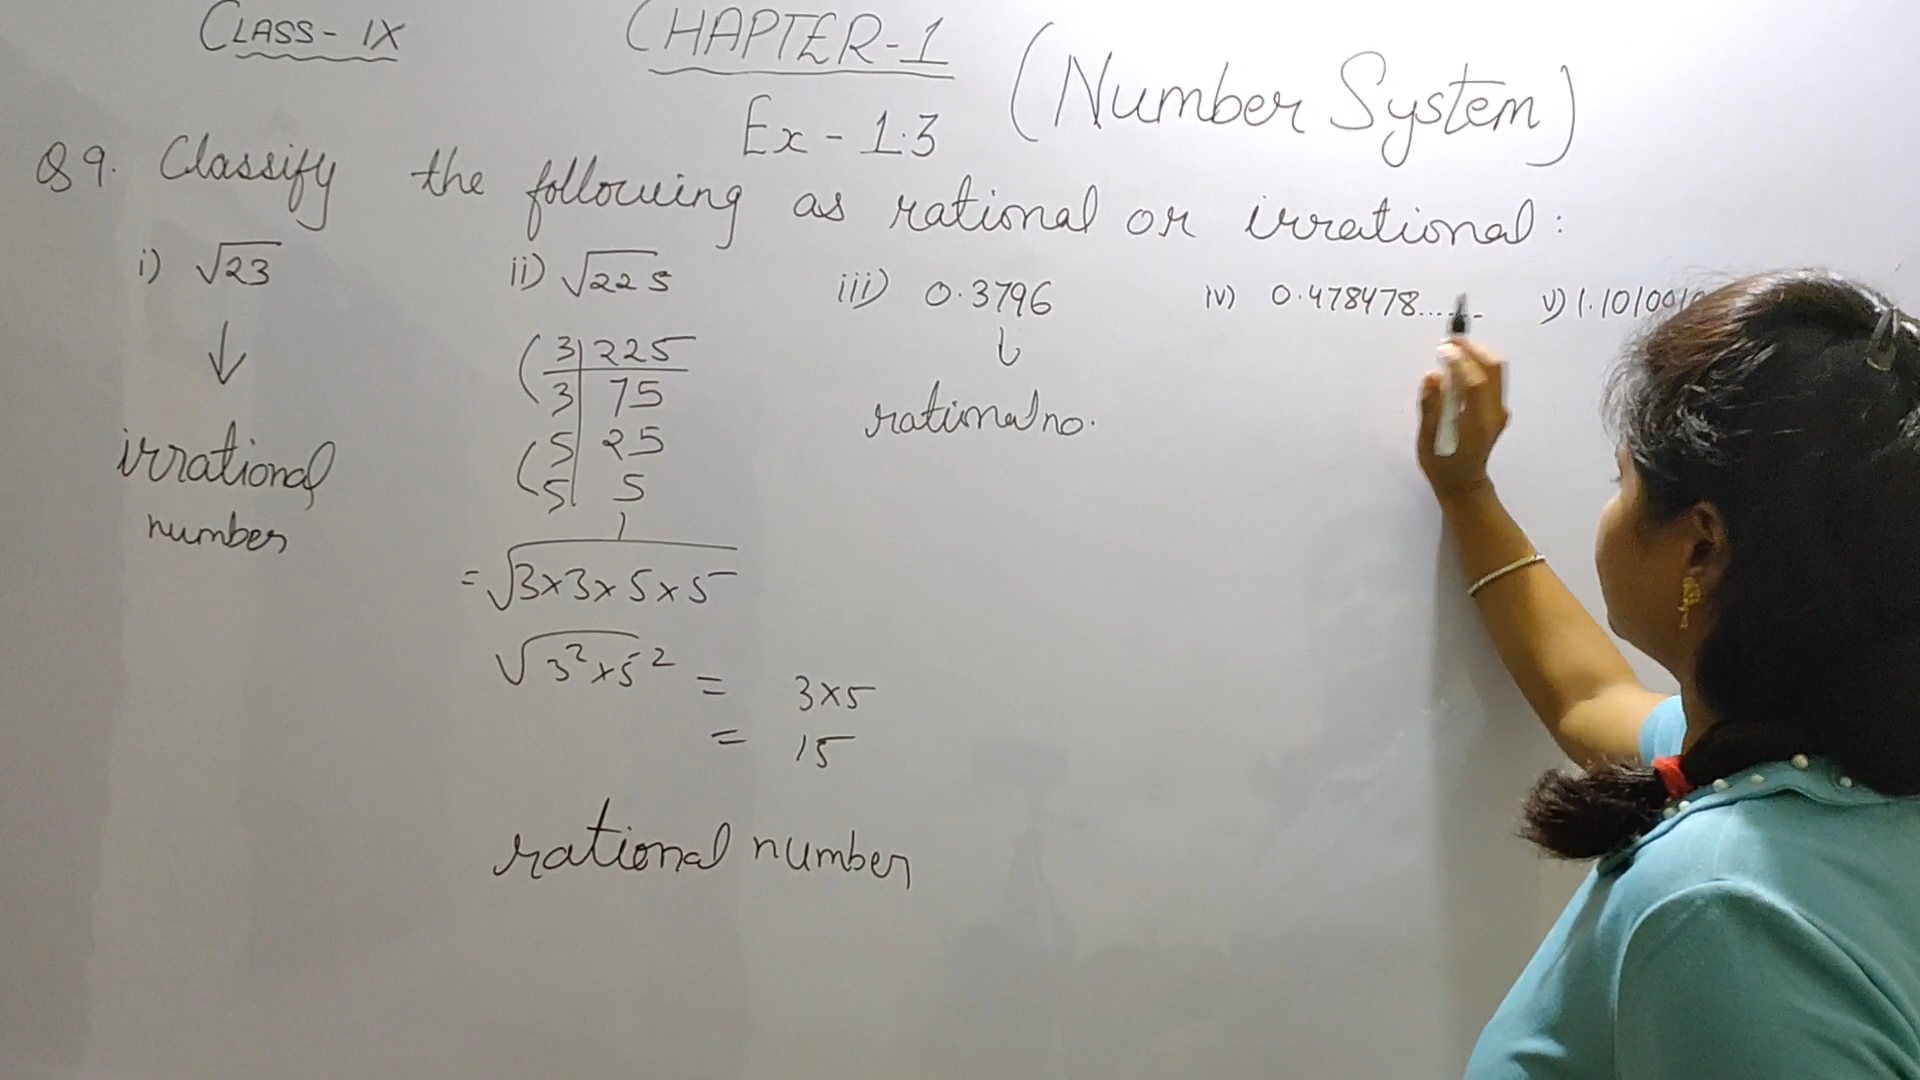 CLASS - IX
CHAPTER-1
(Number System)
Ex - 1.3
Q9. Classify the following as rational or irrational:
i) √23
ii) √225
iii) 0.3796
iv) 0.478478.......
v) 1.101001
↓
irrational
number
3|225
3|75
5|25
5|5
1
= √3×3×5×5
√3²×5² = 3×5
= 15
rational number
↓
rational no.